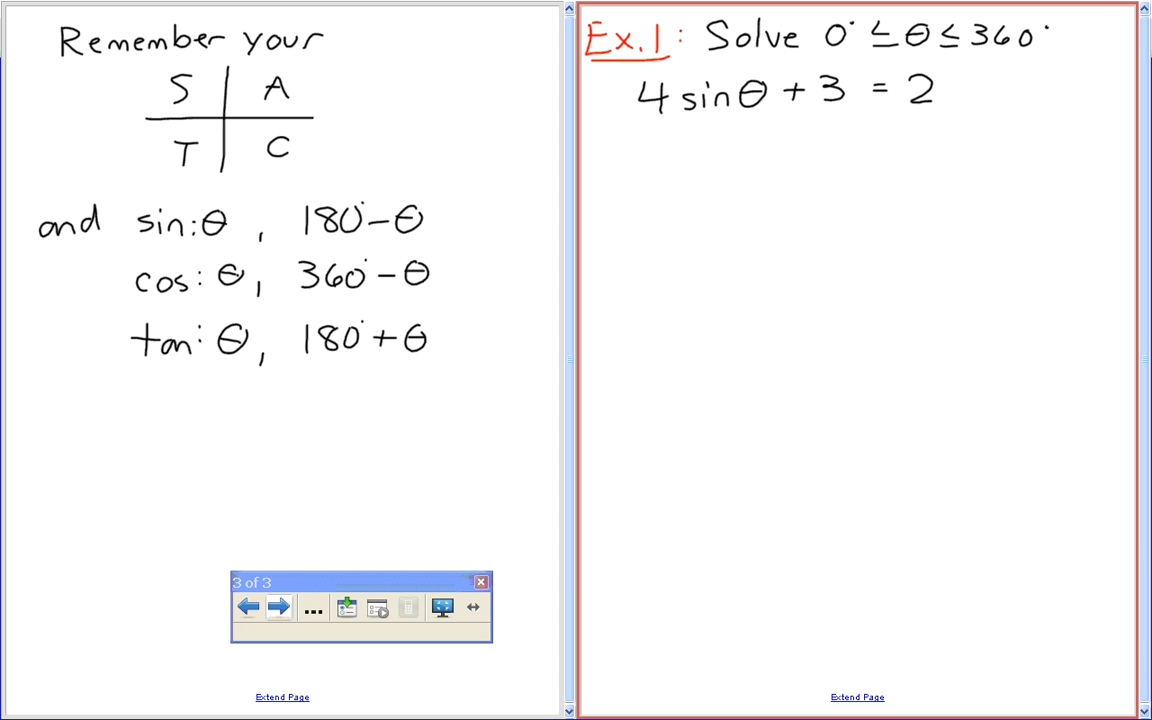 Remember your
S A
T C
and sin: θ , 180° - θ
cos: θ, 360° - θ
tan: θ, 180° + θ
3 of 3
...
Extend Page
Ex. 1: Solve 0° ≤ θ ≤ 360°
4 sin θ + 3 = 2
Extend Page